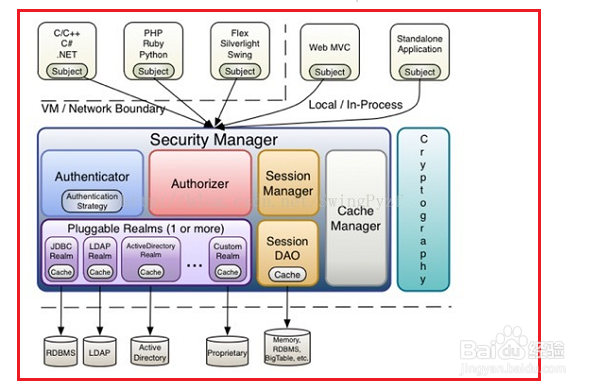 C/C++
C#
.NET
Subject
PHP
Ruby
Python
Subject
Flex
Silverlight
Swing
Subject
Web MVC
Subject
Standalone
Application
Subject
VM / Network Boundary
Local / In-Process
Security Manager
Authenticator
Authentication
Strategy
Authorizer
Session
Manager
Cache
Manager
Cryptography
Pluggable Realms (1 or more)
JDBC
Realm
Cache
LDAP
Realm
Cache
ActiveDirectory
Realm
Cache
...
Custom
Realm
Cache
Session
DAO
Cache
RDBMS
LDAP
Active
Directory
Proprietary
Memory,
RDBMS,
BigTable, etc.
Baidu 经验
jingyan.baidu.com